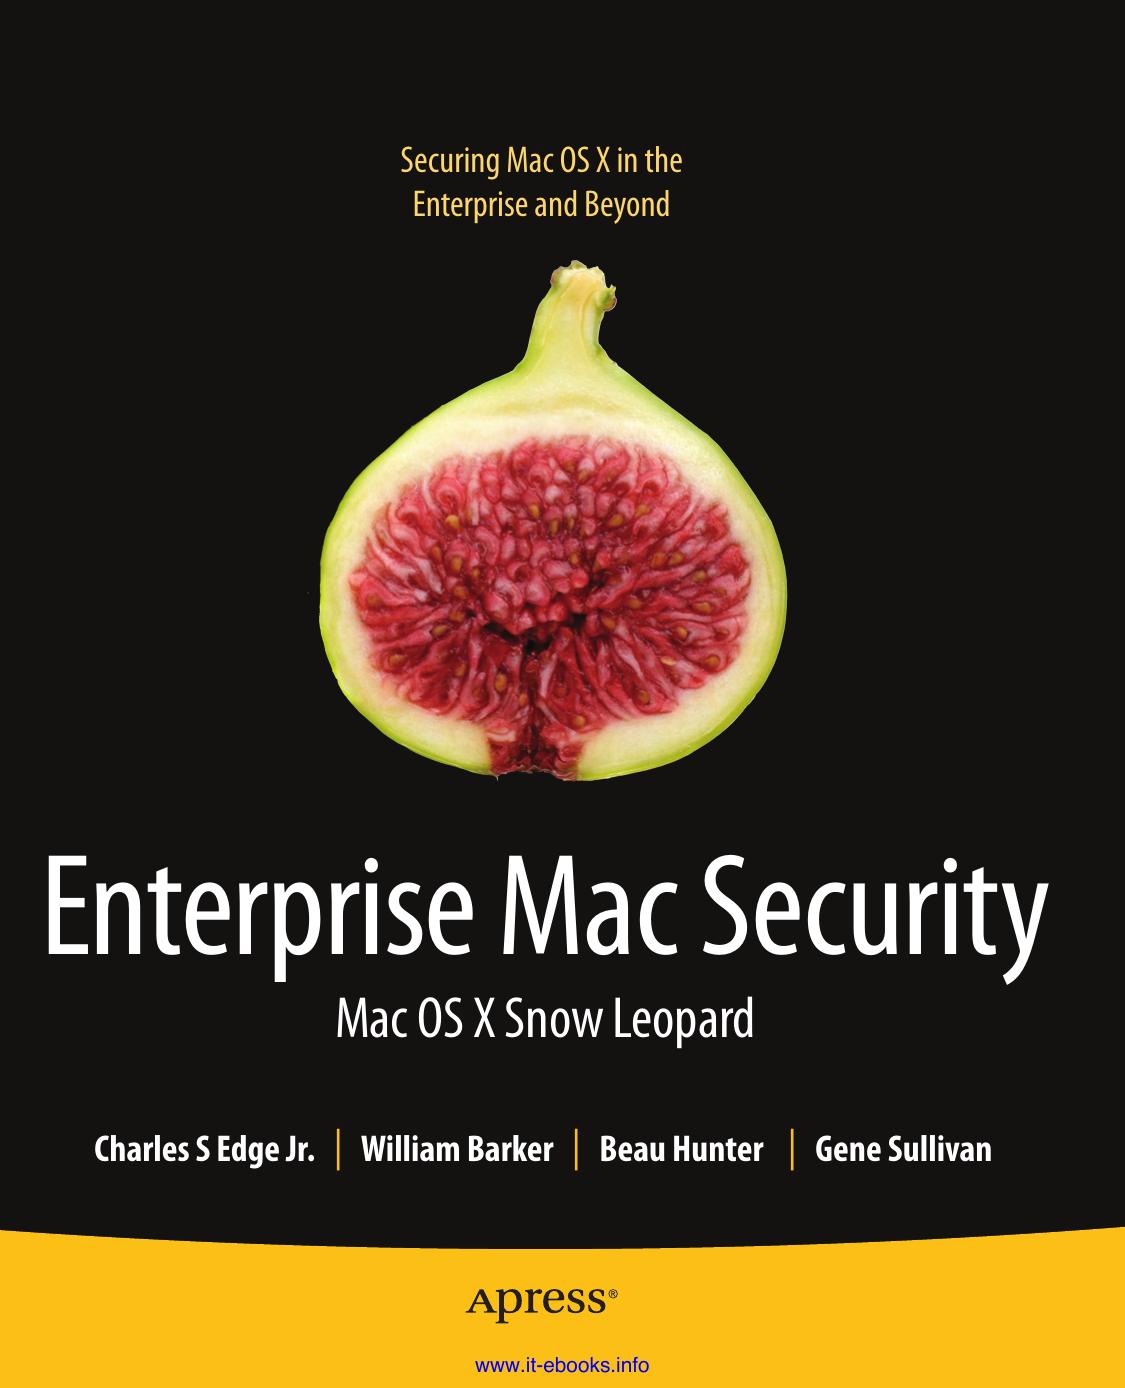 Securing Mac OS X in the
Enterprise and Beyond
Enterprise Mac Security
Mac OS X Snow Leopard
Charles S Edge Jr. | William Barker | Beau Hunter | Gene Sullivan
Apress®
www.it-ebooks.info